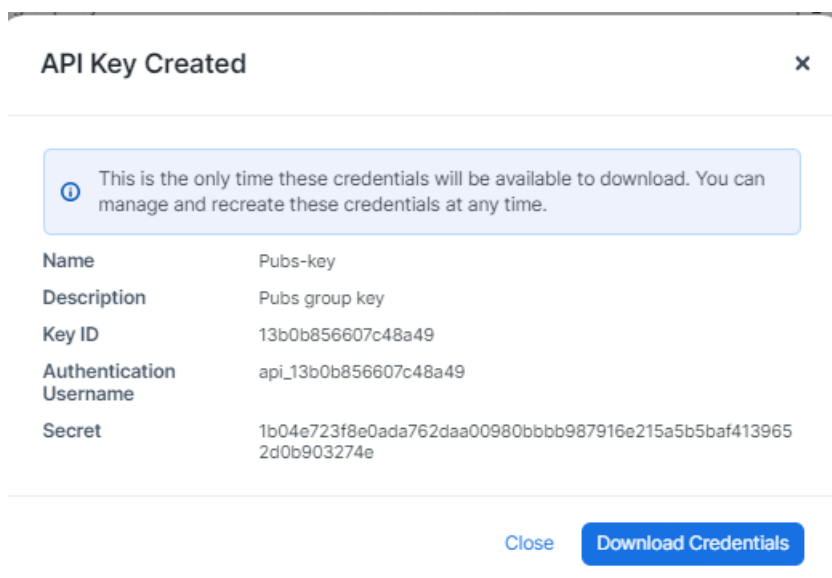 API Key Created
This is the only time these credentials will be available to download. You can
manage and recreate these credentials at any time.
Name Pubs-key
Description Pubs group key
Key ID 13b0b856607c48a49
Authentication Username api_13b0b856607c48a49
Secret 1b04e723f8e0ada762daa00980bbbb987916e215a5b5baf413965
2d0b903274e
Close Download Credentials